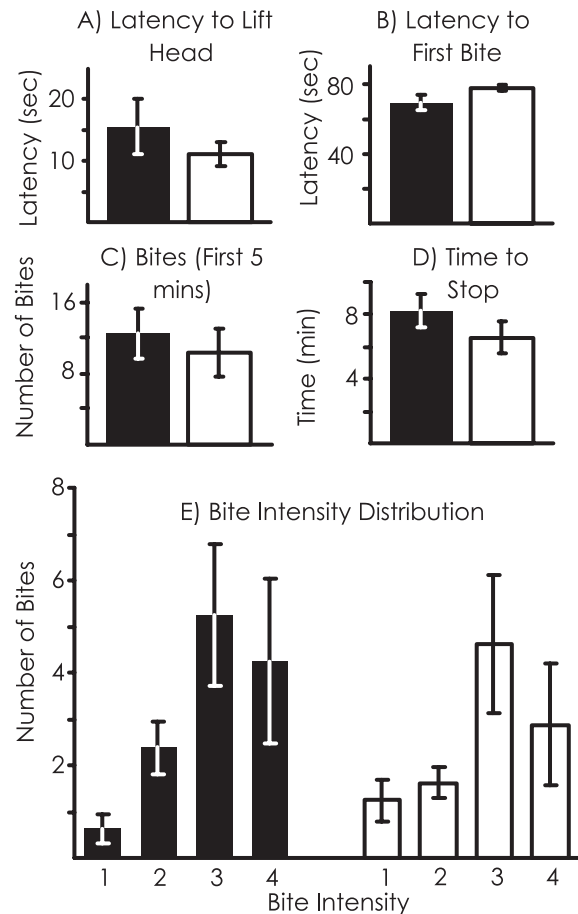 A) Latency to Lift
Head
Latency (sec)
20
10
B) Latency to
First Bite
Latency (sec)
80
40
C) Bites (First 5
mins)
Number of Bites
16
8
D) Time to
Stop
Time (min)
8
4
E) Bite Intensity Distribution
Number of Bites
8
6
4
2
1 2 3 4 1 2 3 4
Bite Intensity